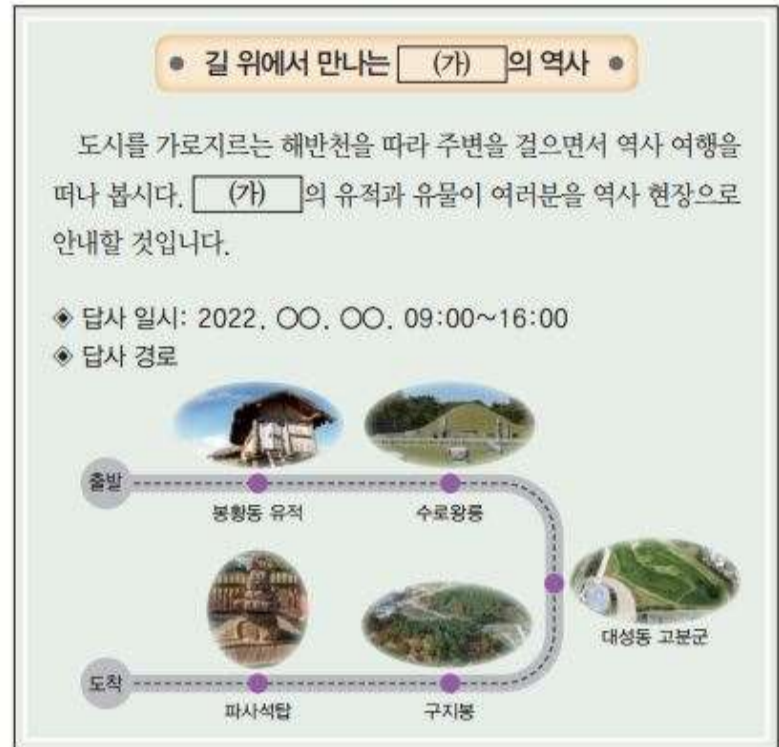 • 길 위에서 만나는 (가) 의 역사 •
도시를 가로지르는 해반천을 따라 주변을 걸으면서 역사 여행을
떠나 봅시다. (가) 의 유적과 유물이 여러분을 역사 현장으로
안내할 것입니다.
◈ 답사 일시: 2022. ○○. ○○. 09:00~16:00
◈ 답사 경로
출발
봉황동 유적
수로왕릉
대성동 고분군
구지봉
파사석탑
도착